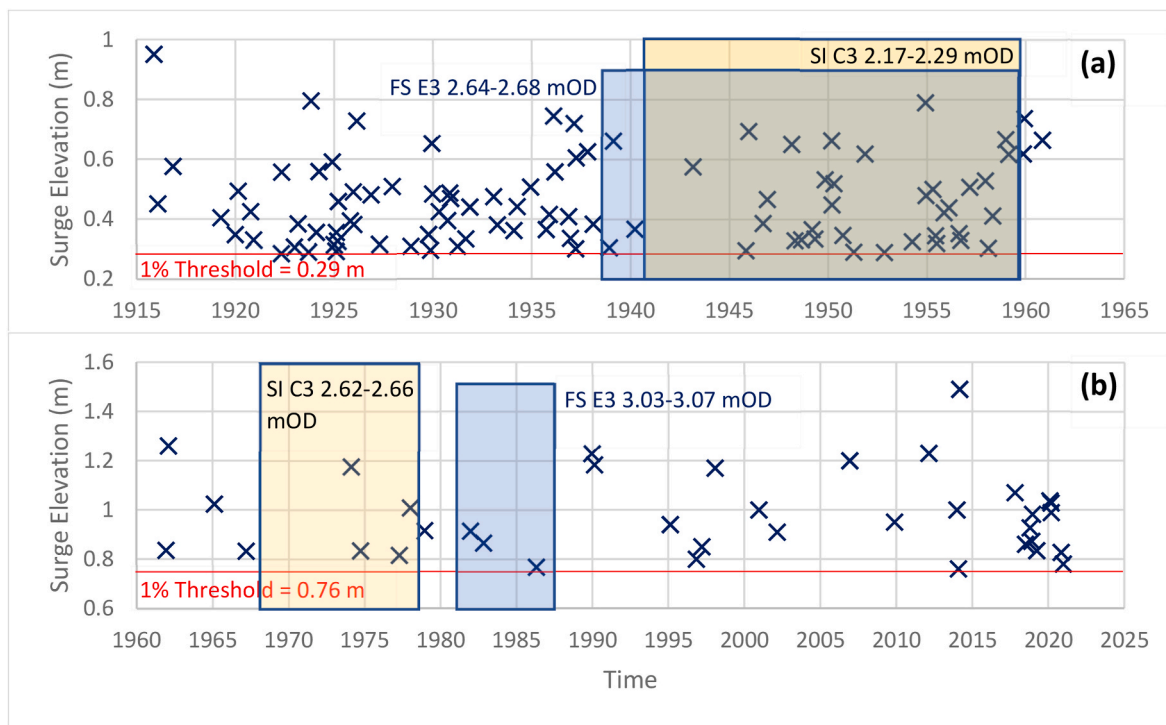 1
SI C3 2.17-2.29 mOD
(a)
FS E3 2.64-2.68 mOD
0.8
0.6
0.4
0.2
Surge Elevation (m)
1% Threshold = 0.29 m
1915 1920 1925 1930 1935 1940 1945 1950 1955 1960 1965
1.6
SI C3 2.62-2.66
mOD
FS E3 3.03-3.07 mOD
(b)
1.4
1.2
1
0.8
0.6
Surge Elevation (m)
1% Threshold = 0.76 m
1960 1965 1970 1975 1980 1985 1990 1995 2000 2005 2010 2015 2020 2025
Time